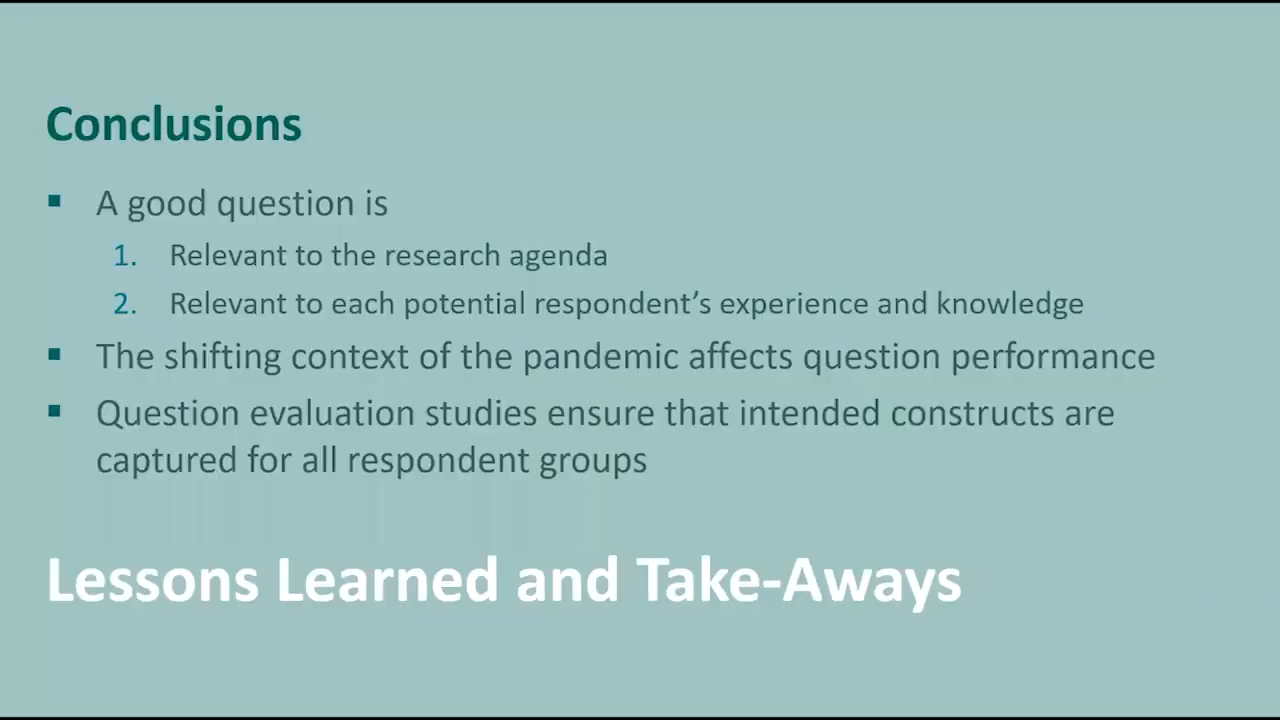 Conclusions
▪ A good question is
1. Relevant to the research agenda
2. Relevant to each potential respondent’s experience and knowledge
▪ The shifting context of the pandemic affects question performance
▪ Question evaluation studies ensure that intended constructs are
captured for all respondent groups
Lessons Learned and Take-Aways